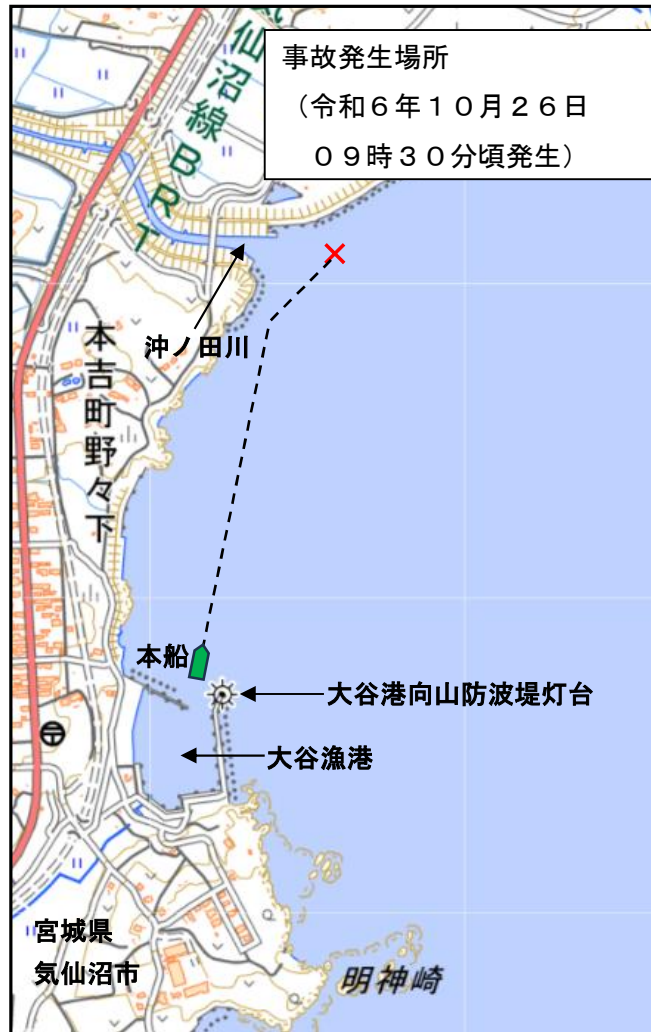 事故発生場所
（令和６年１０月２６日
０９時３０分頃発生）
気仙沼線BRT
沖ノ田川
本吉町野々下
本船
大谷港向山防波堤灯台
大谷漁港
宮城県
気仙沼市
明神崎